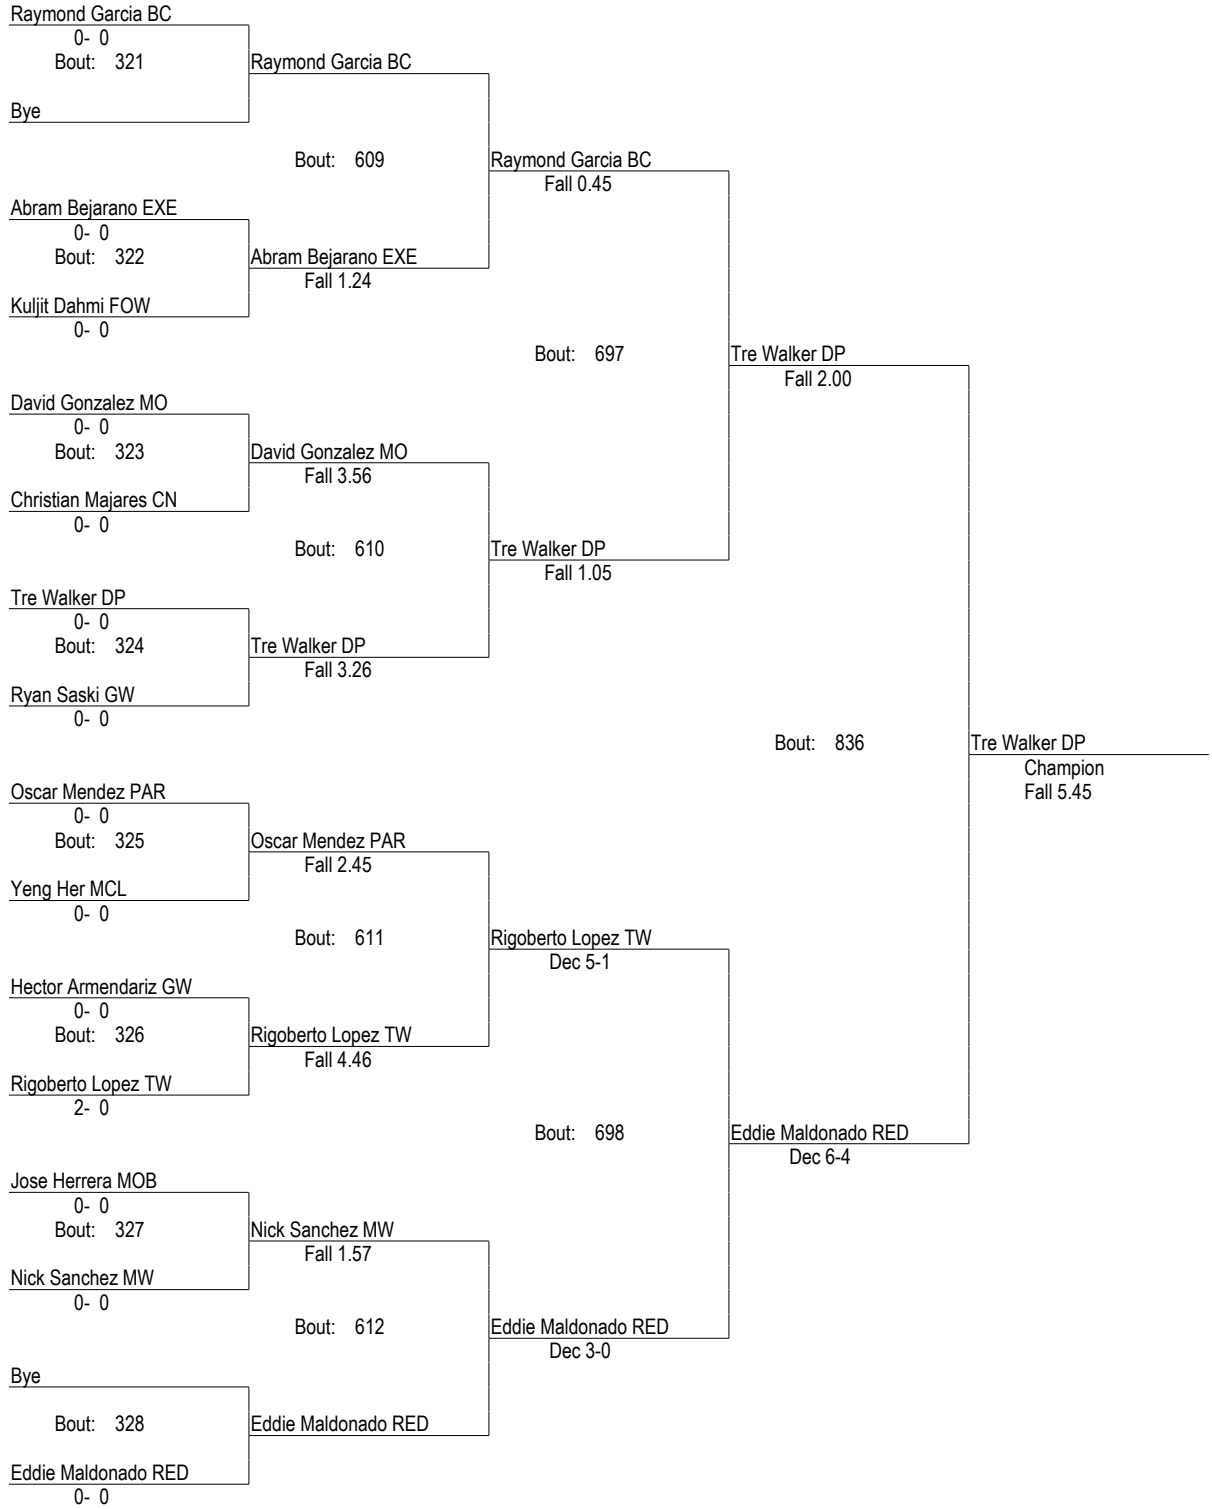 Raymond Garcia BC
0- 0
Bout: 321
Raymond Garcia BC
Bye
Bout: 609
Raymond Garcia BC
Fall 0.45
Abram Bejarano EXE
0- 0
Bout: 322
Abram Bejarano EXE
Fall 1.24
Kuljit Dahmi FOW
0- 0
Bout: 697
Tre Walker DP
Fall 2.00
David Gonzalez MO
0- 0
Bout: 323
David Gonzalez MO
Fall 3.56
Christian Majares CN
0- 0
Bout: 610
Tre Walker DP
Fall 1.05
Tre Walker DP
0- 0
Bout: 324
Tre Walker DP
Fall 3.26
Ryan Saski GW
0- 0
Bout: 836
Tre Walker DP
Champion
Fall 5.45
Oscar Mendez PAR
0- 0
Bout: 325
Oscar Mendez PAR
Fall 2.45
Yeng Her MCL
0- 0
Bout: 611
Rigoberto Lopez TW
Dec 5-1
Hector Armendariz GW
0- 0
Bout: 326
Rigoberto Lopez TW
Fall 4.46
Rigoberto Lopez TW
2- 0
Bout: 698
Eddie Maldonado RED
Dec 6-4
Jose Herrera MOB
0- 0
Bout: 327
Nick Sanchez MW
Fall 1.57
Nick Sanchez MW
0- 0
Bout: 612
Eddie Maldonado RED
Dec 3-0
Bye
Bout: 328
Eddie Maldonado RED
Eddie Maldonado RED
0- 0